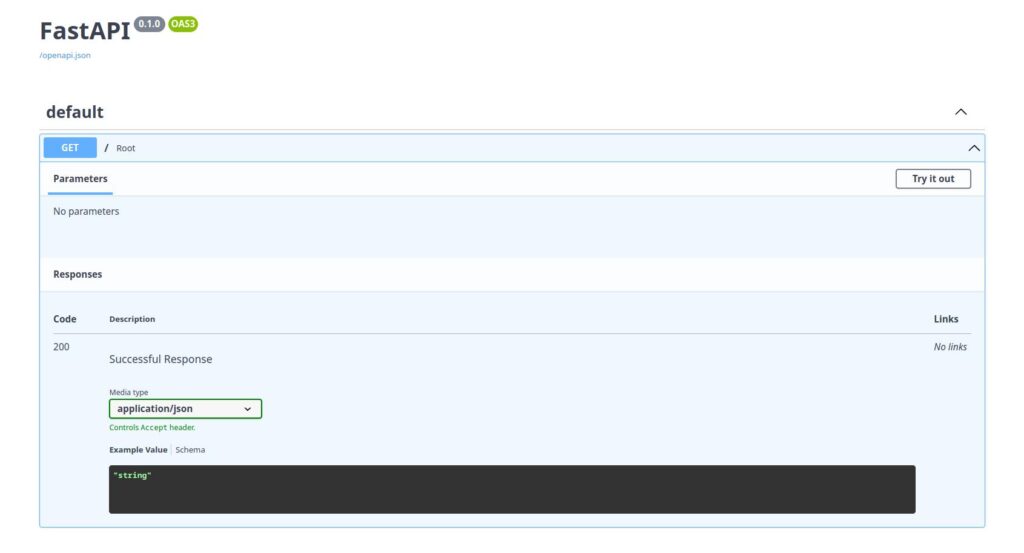 FastAPI 0.1.0 OAS3
/openapi.json
default
GET / Root
Parameters Try it out
No parameters
Responses
Code Description Links
200 No links
Successful Response
Media type
application/json
Controls Accept header.
Example Value Schema
"string"